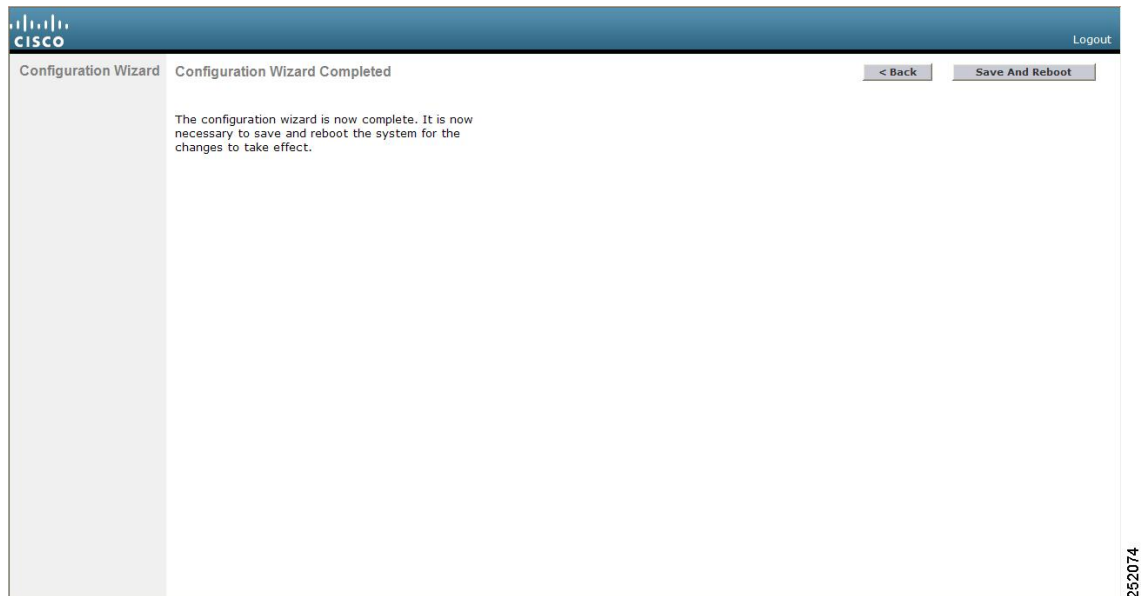 CISCO
Logout
Configuration Wizard
Configuration Wizard Completed
< Back
Save And Reboot
The configuration wizard is now complete. It is now
necessary to save and reboot the system for the
changes to take effect.
252074